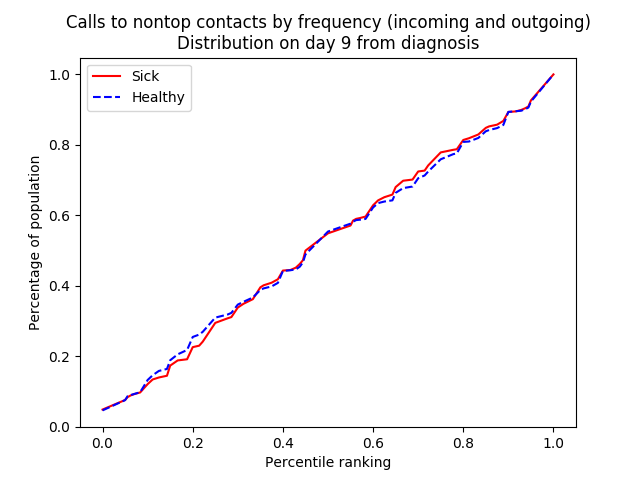 Calls to nontop contacts by frequency (incoming and outgoing)
Distribution on day 9 from diagnosis
Sick
Healthy
Percentage of population
1.0
0.8
0.6
0.4
0.2
0.0
0.0 0.2 0.4 0.6 0.8 1.0
Percentile ranking